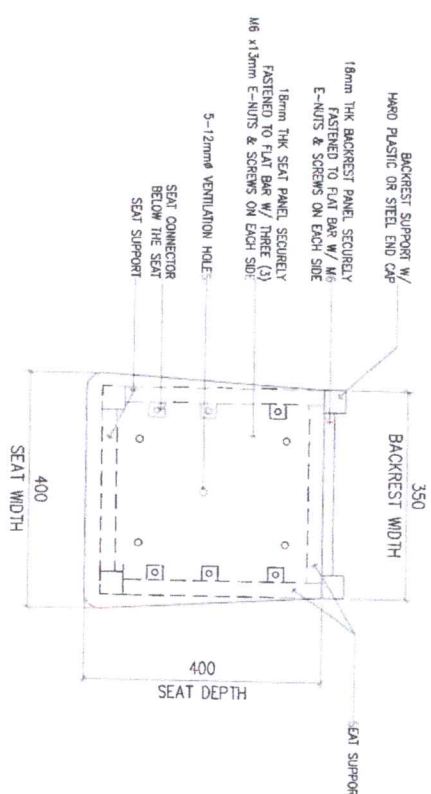 BACKREST SUPPORT W/
HARD PLASTIC OR STEEL END CAP
18mm THK BACKREST PANEL SECURELY
FASTENED TO FLAT BAR W/ M6
E-NUTS & SCREWS ON EACH SIDE
18mm THK SEAT PANEL SECURELY
FASTENED TO FLAT BAR W/ THREE (3)
M6 x13mm E-NUTS & SCREWS ON EACH SIDE
5-12mmø VENTILATION HOLES
SEAT CONNECTOR
BELOW THE SEAT
SEAT SUPPORT
350
BACKREST WIDTH
400
SEAT WIDTH
400
SEAT DEPTH
SEAT SUPPOR